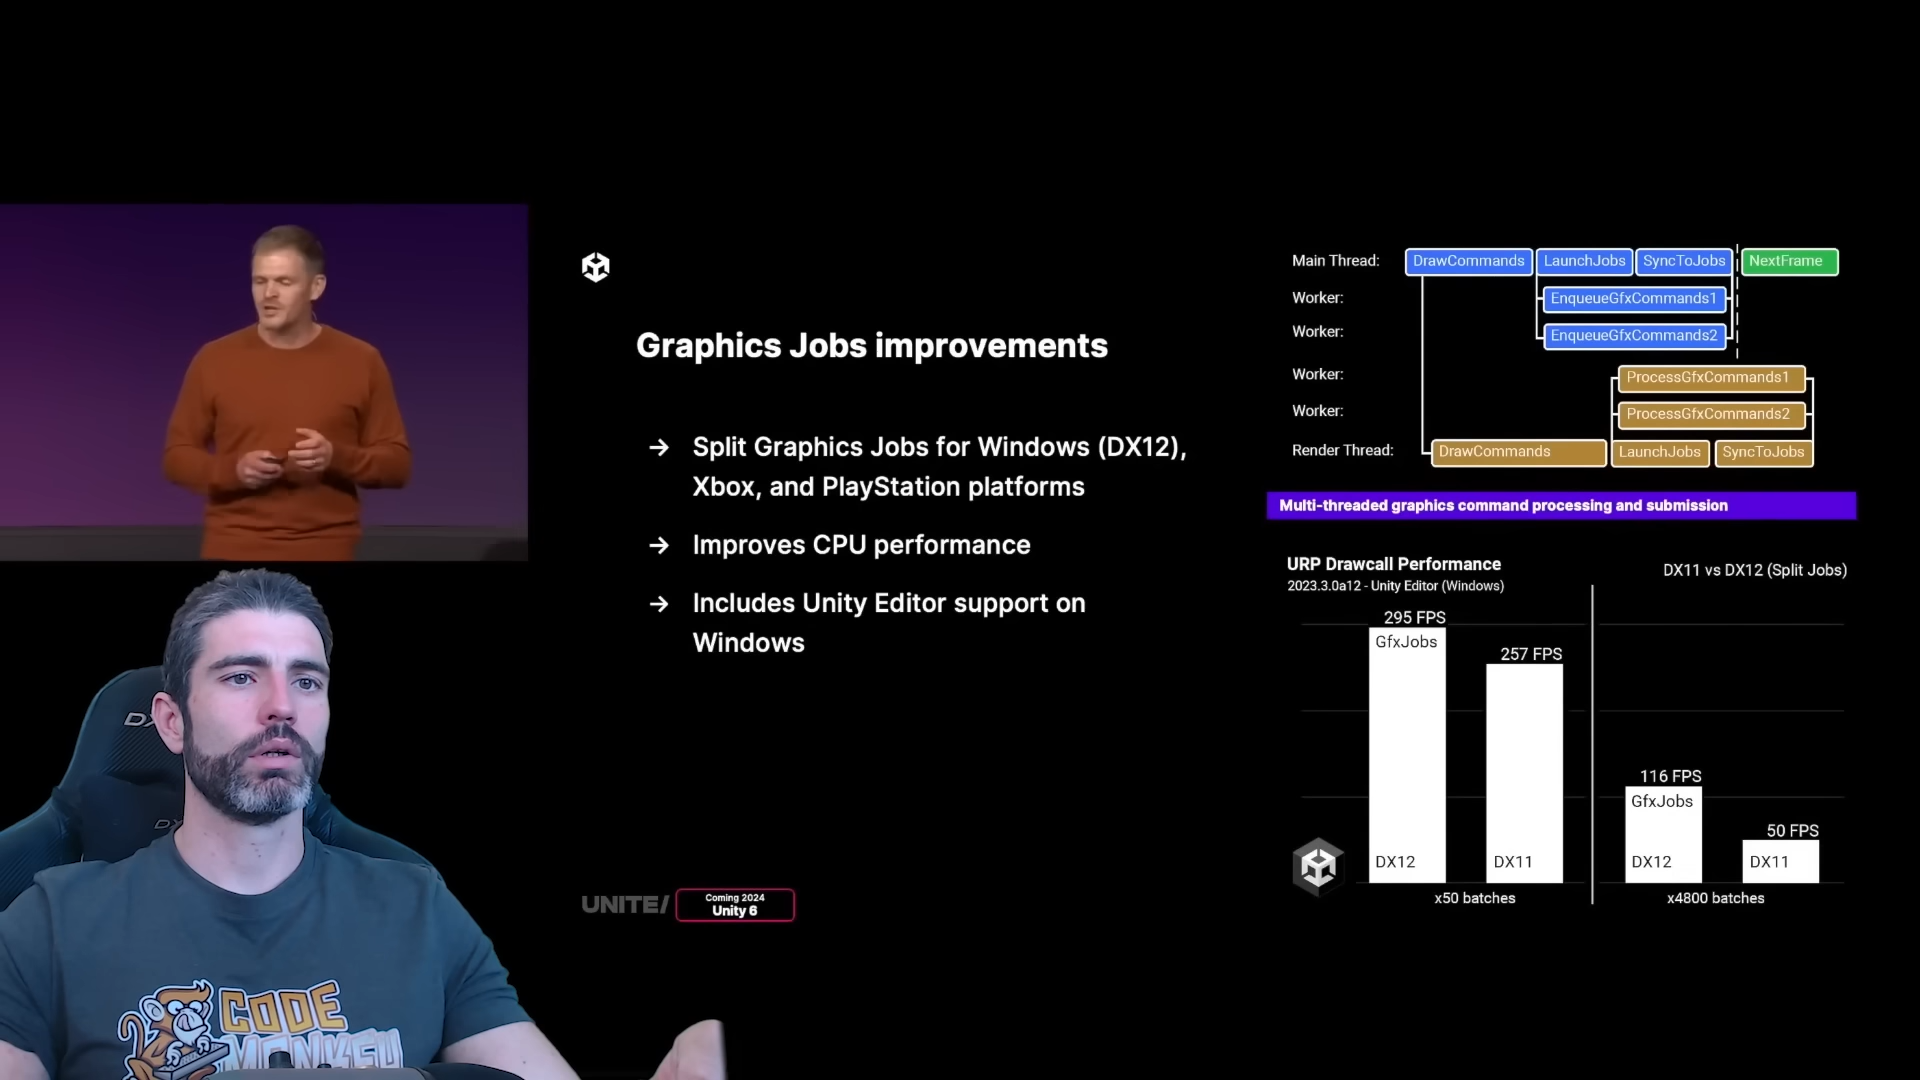 Graphics Jobs improvements
→ Split Graphics Jobs for Windows (DX12),
Xbox, and PlayStation platforms
→ Improves CPU performance
→ Includes Unity Editor support on
Windows
UNITE/
Coming 2024
Unity 6
Main Thread: DrawCommands LaunchJobs SyncToJobs NextFrame
Worker: EnqueueGfxCommands1
Worker: EnqueueGfxCommands2
Worker: ProcessGfxCommands1
Worker: ProcessGfxCommands2
Render Thread: DrawCommands LaunchJobs SyncToJobs
Multi-threaded graphics command processing and submission
URP Drawcall Performance
DX11 vs DX12 (Split Jobs)
2023.3.0a12 - Unity Editor (Windows)
295 FPS
GfxJobs
257 FPS
116 FPS
GfxJobs
50 FPS
DX12 DX11 DX12 DX11
x50 batches x4800 batches
CODE
MONKEY